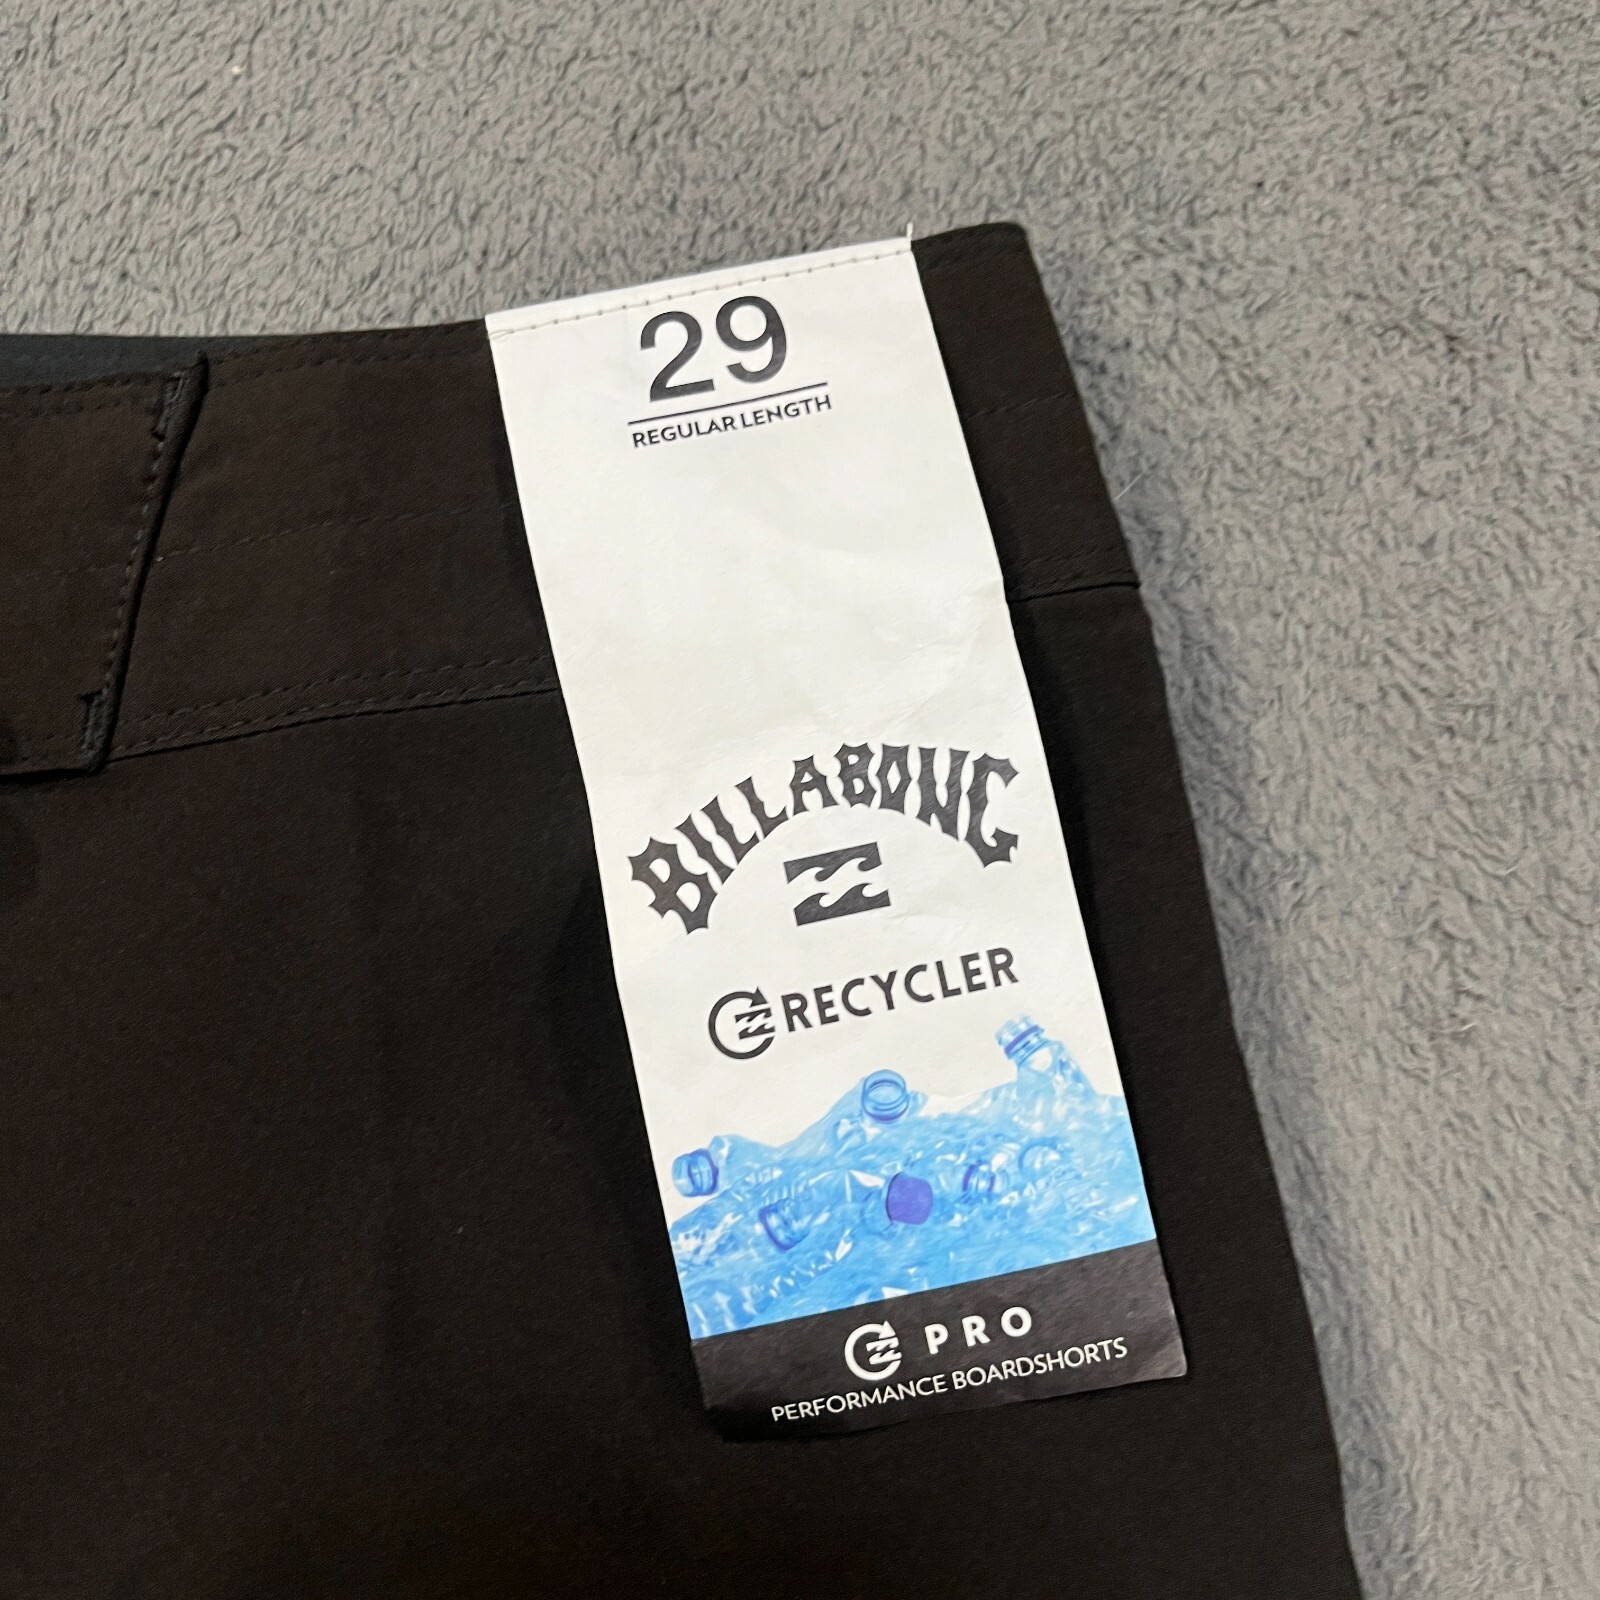 29
REGULAR LENGTH
BILLABONG
RECYCLER
PRO
PERFORMANCE BOARDSHORTS